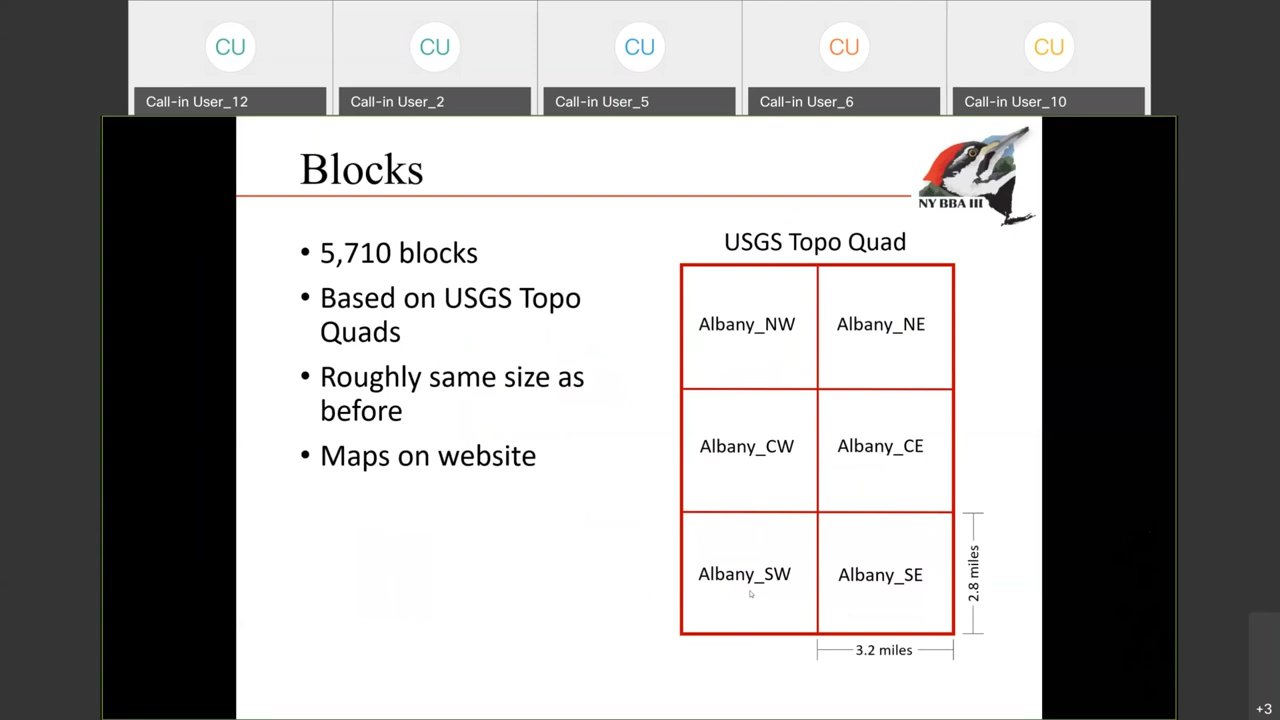 CU
CU
CU
CU
CU
Call-in User_12
Call-in User_2
Call-in User_5
Call-in User_6
Call-in User_10
Blocks
NY BBA III
• 5,710 blocks
• Based on USGS Topo
Quads
• Roughly same size as
before
• Maps on website
USGS Topo Quad
Albany_NW
Albany_NE
Albany_CW
Albany_CE
Albany_SW
Albany_SE
2.8 miles
3.2 miles
+3